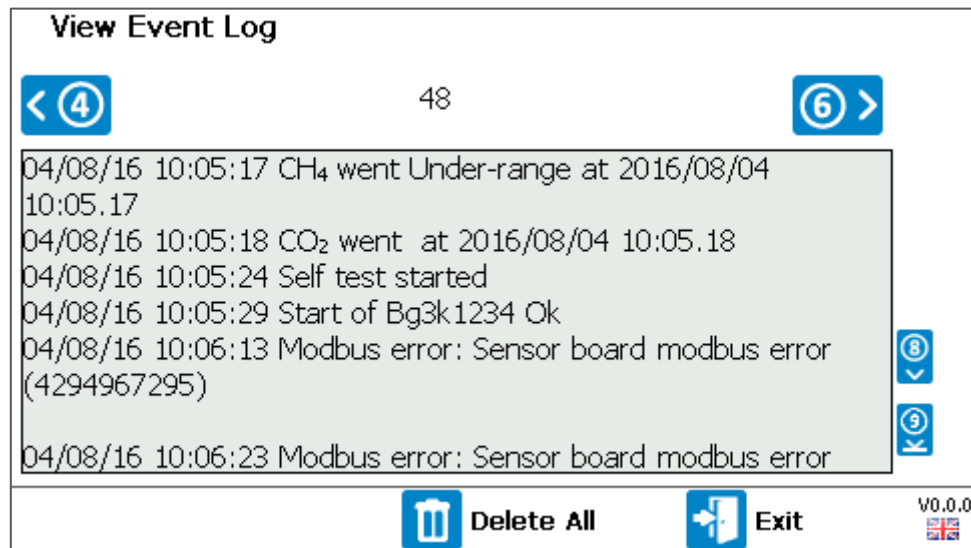 View Event Log
< 4
48
6 >
04/08/16 10:05:17 CH₄ went Under-range at 2016/08/04
10:05.17
04/08/16 10:05:18 CO₂ went  at 2016/08/04 10:05.18
04/08/16 10:05:24 Self test started
04/08/16 10:05:29 Start of Bg3k1234 Ok
04/08/16 10:06:13 Modbus error: Sensor board modbus error
(4294967295)
8
9
04/08/16 10:06:23 Modbus error: Sensor board modbus error
Delete All
Exit
V0.0.0